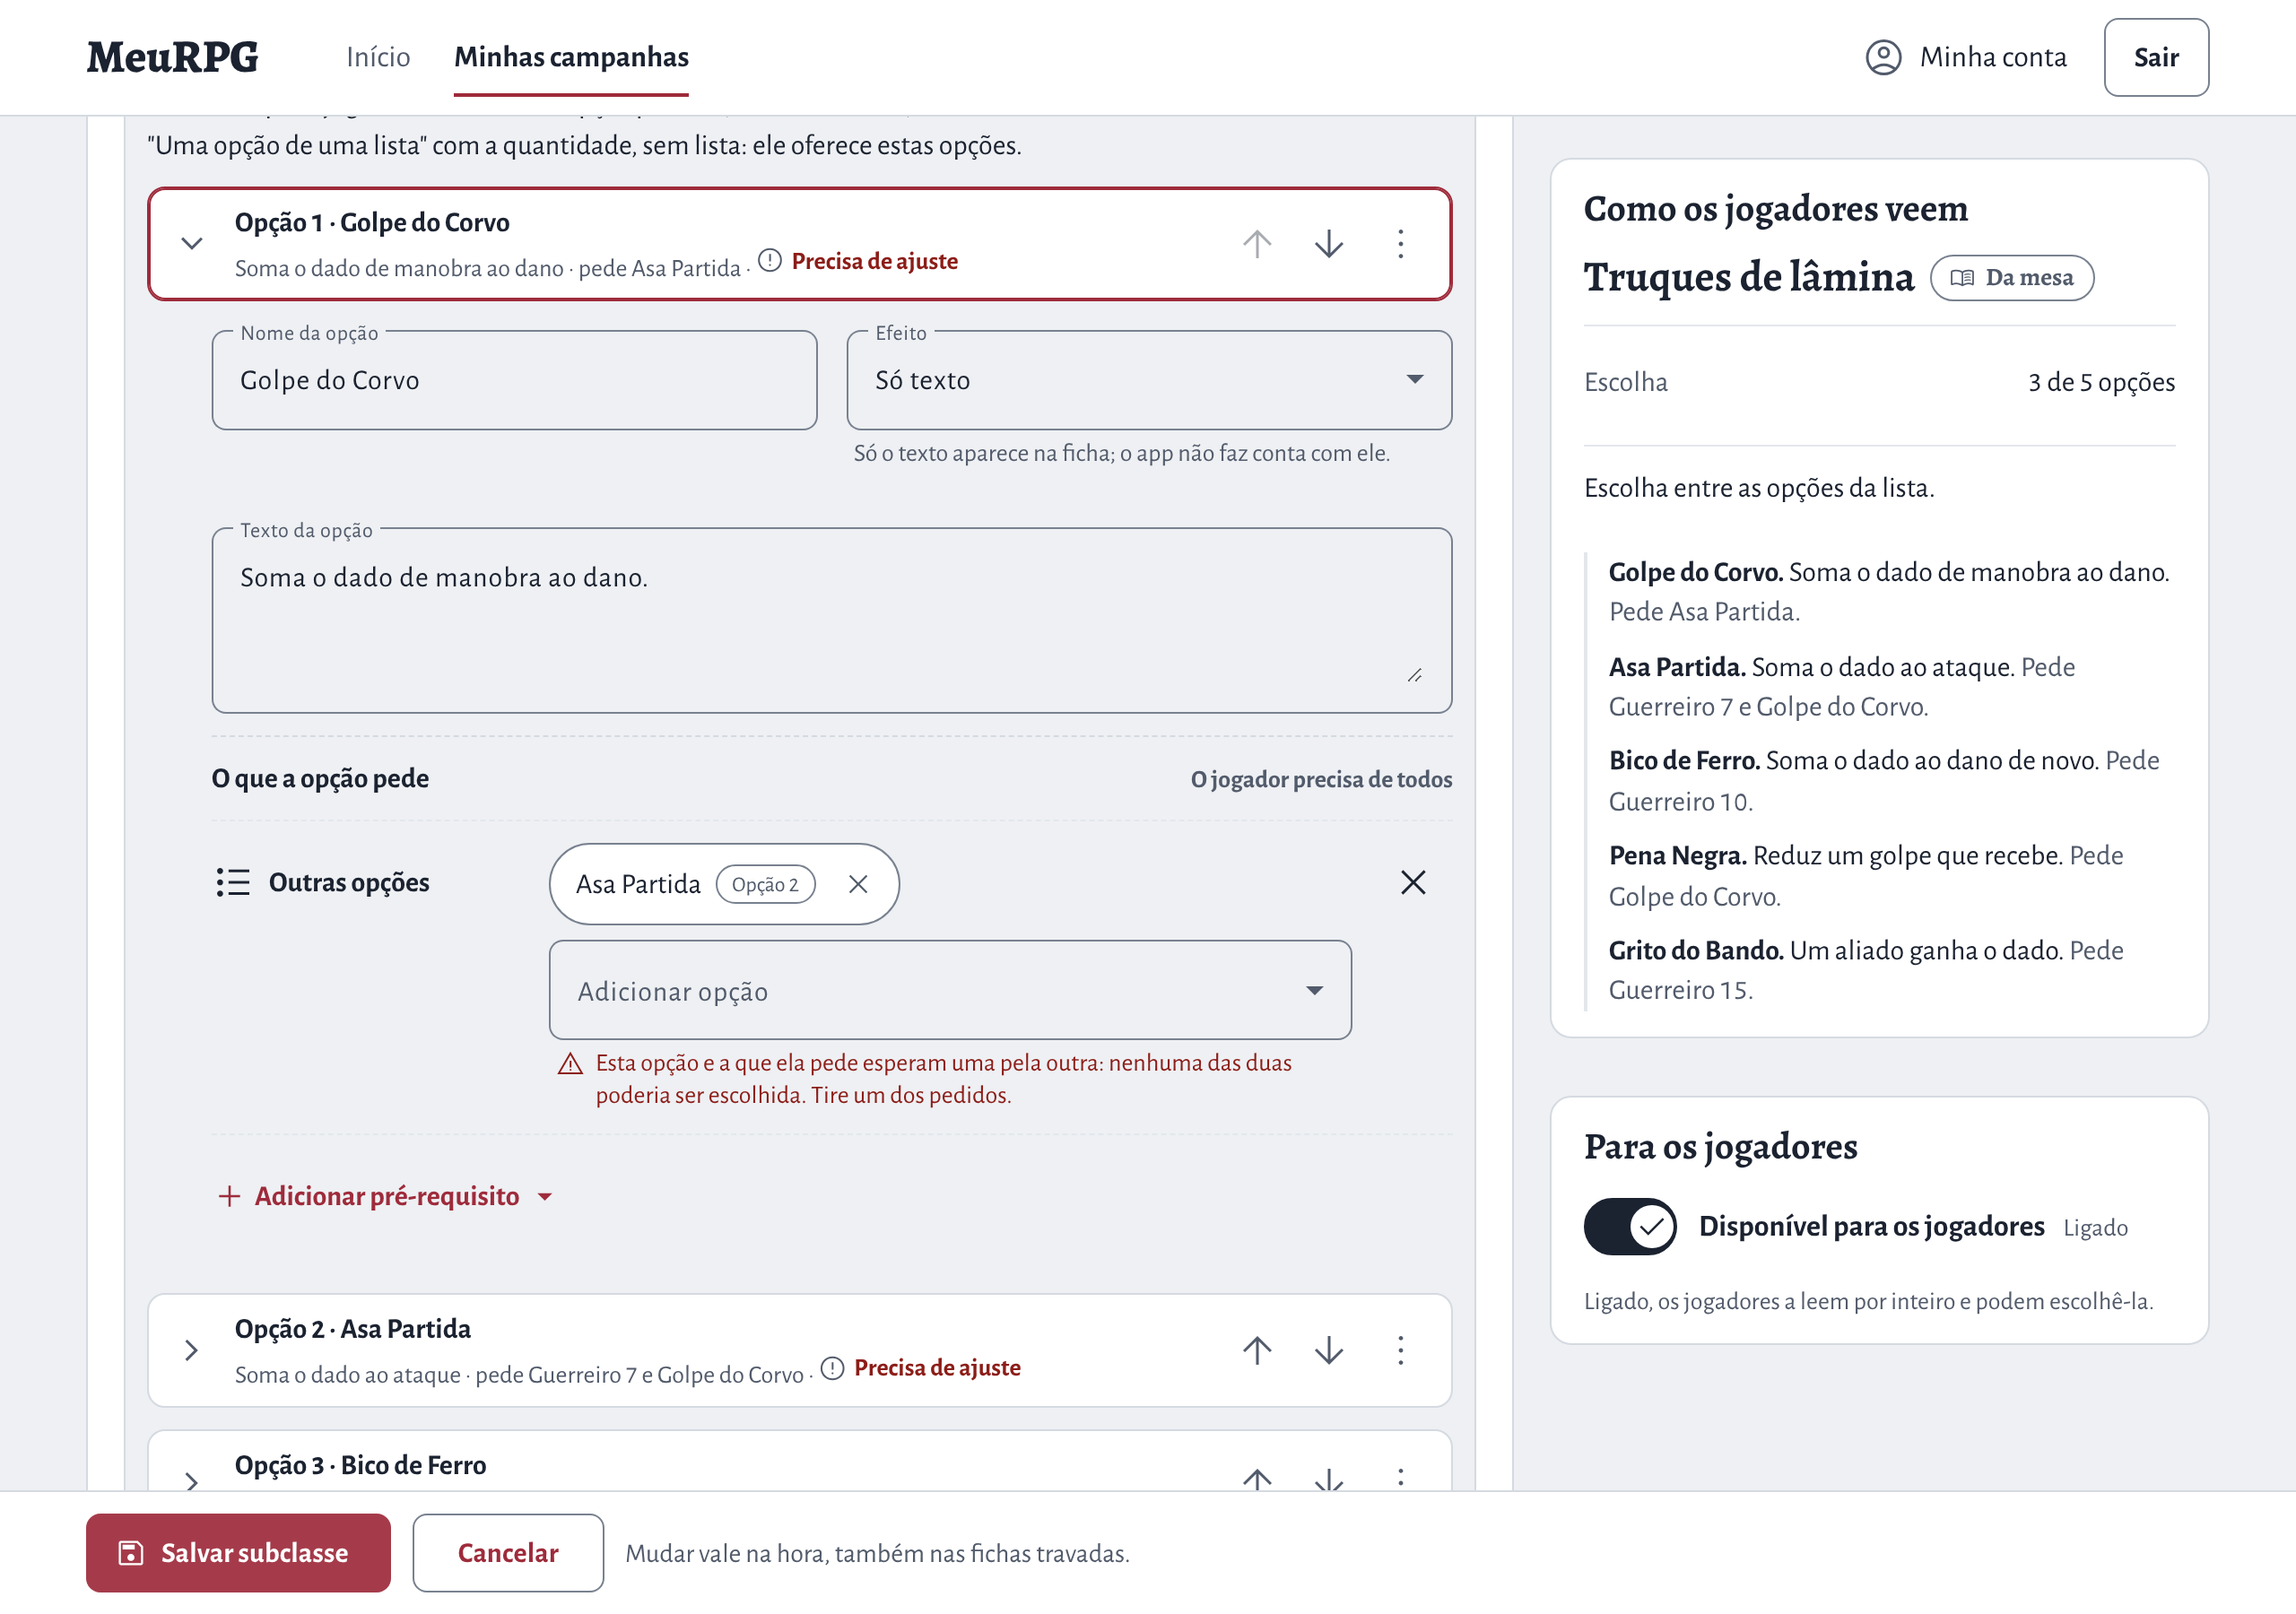 MeuRPG
Início
Minhas campanhas
Minha conta
Sair
"Uma opção de uma lista" com a quantidade, sem lista: ele oferece estas opções.
Opção 1 · Golpe do Corvo
Soma o dado de manobra ao dano · pede Asa Partida · Precisa de ajuste
Nome da opção
Golpe do Corvo
Efeito
Só texto
Só o texto aparece na ficha; o app não faz conta com ele.
Texto da opção
Soma o dado de manobra ao dano.
O que a opção pede
O jogador precisa de todos
Outras opções
Asa Partida
Opção 2
Adicionar opção
Esta opção e a que ela pede esperam uma pela outra: nenhuma das duas
poderia ser escolhida. Tire um dos pedidos.
Adicionar pré-requisito
Opção 2 · Asa Partida
Soma o dado ao ataque · pede Guerreiro 7 e Golpe do Corvo · Precisa de ajuste
Opção 3 · Bico de Ferro
Como os jogadores veem
Truques de lâmina
Da mesa
Escolha
3 de 5 opções
Escolha entre as opções da lista.
Golpe do Corvo. Soma o dado de manobra ao dano.
Pede Asa Partida.
Asa Partida. Soma o dado ao ataque. Pede
Guerreiro 7 e Golpe do Corvo.
Bico de Ferro. Soma o dado ao dano de novo. Pede
Guerreiro 10.
Pena Negra. Reduz um golpe que recebe. Pede
Golpe do Corvo.
Grito do Bando. Um aliado ganha o dado. Pede
Guerreiro 15.
Para os jogadores
Disponível para os jogadores
Ligado
Ligado, os jogadores a leem por inteiro e podem escolhê-la.
Salvar subclasse
Cancelar
Mudar vale na hora, também nas fichas travadas.